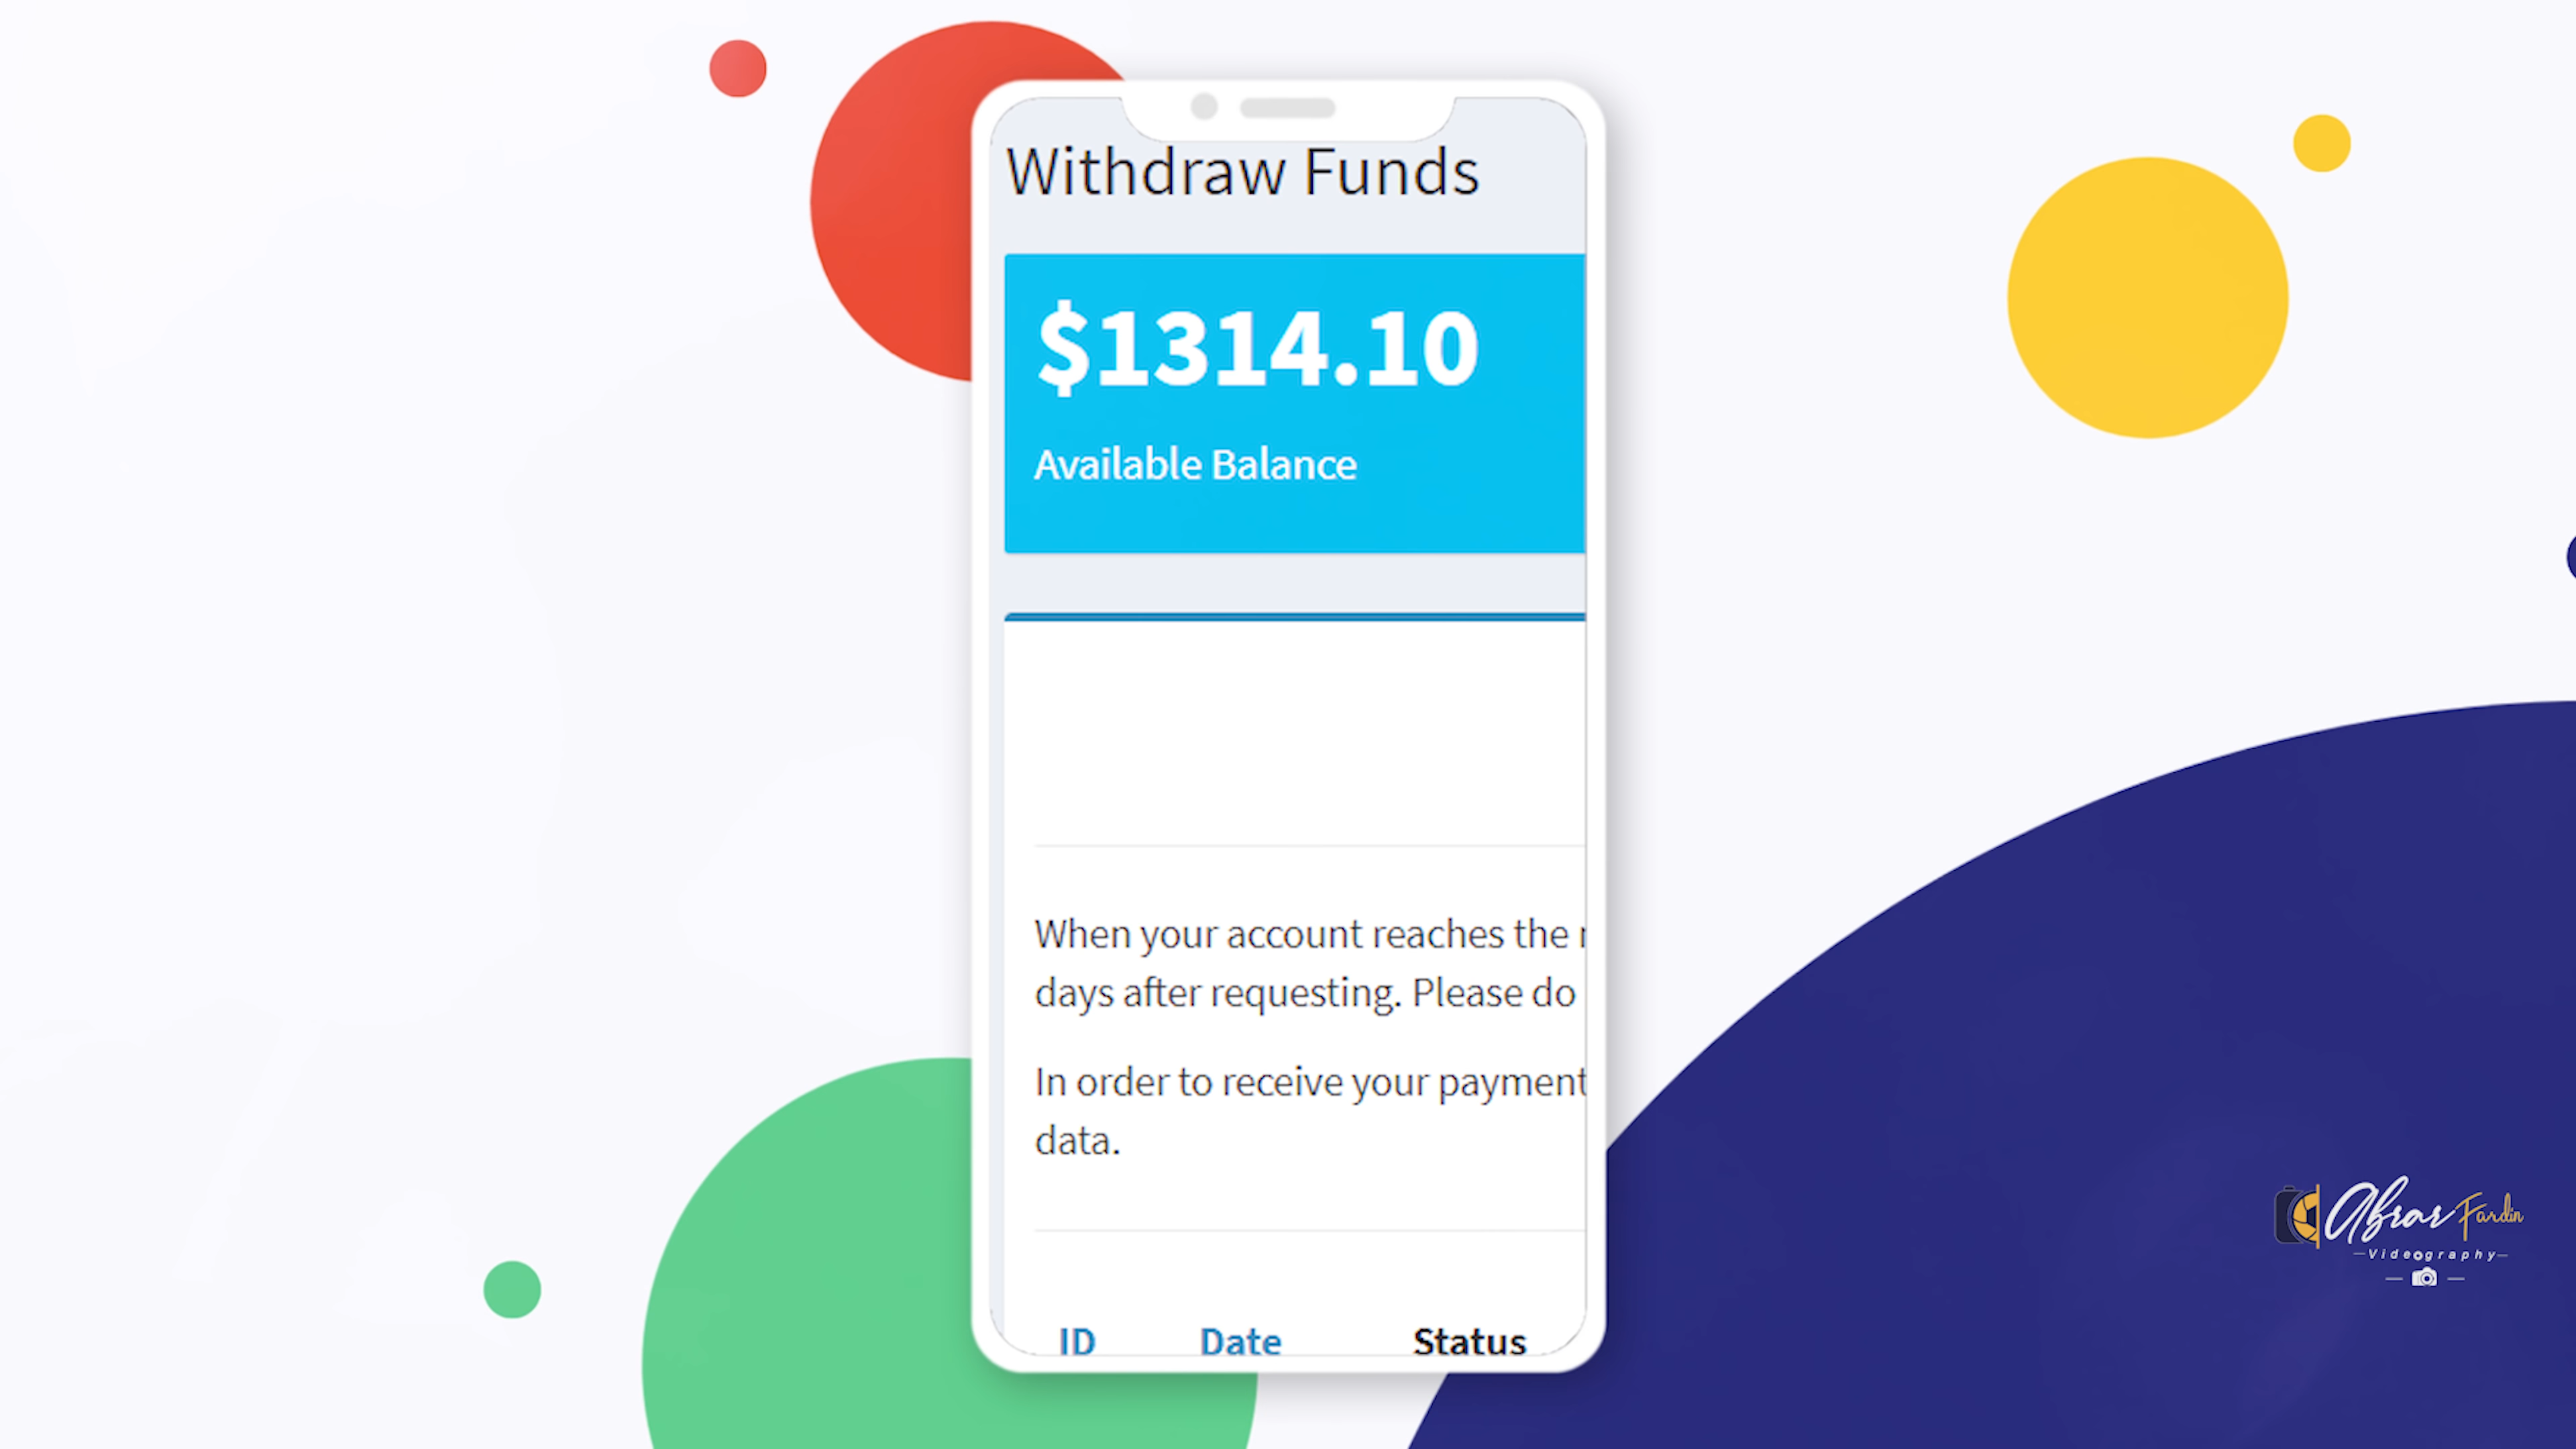 Withdraw Funds
$1314.10
Available Balance
When your account reaches the
days after requesting. Please do
In order to receive your payment
data.
ID Date Status
Abrar Fardin
Videography